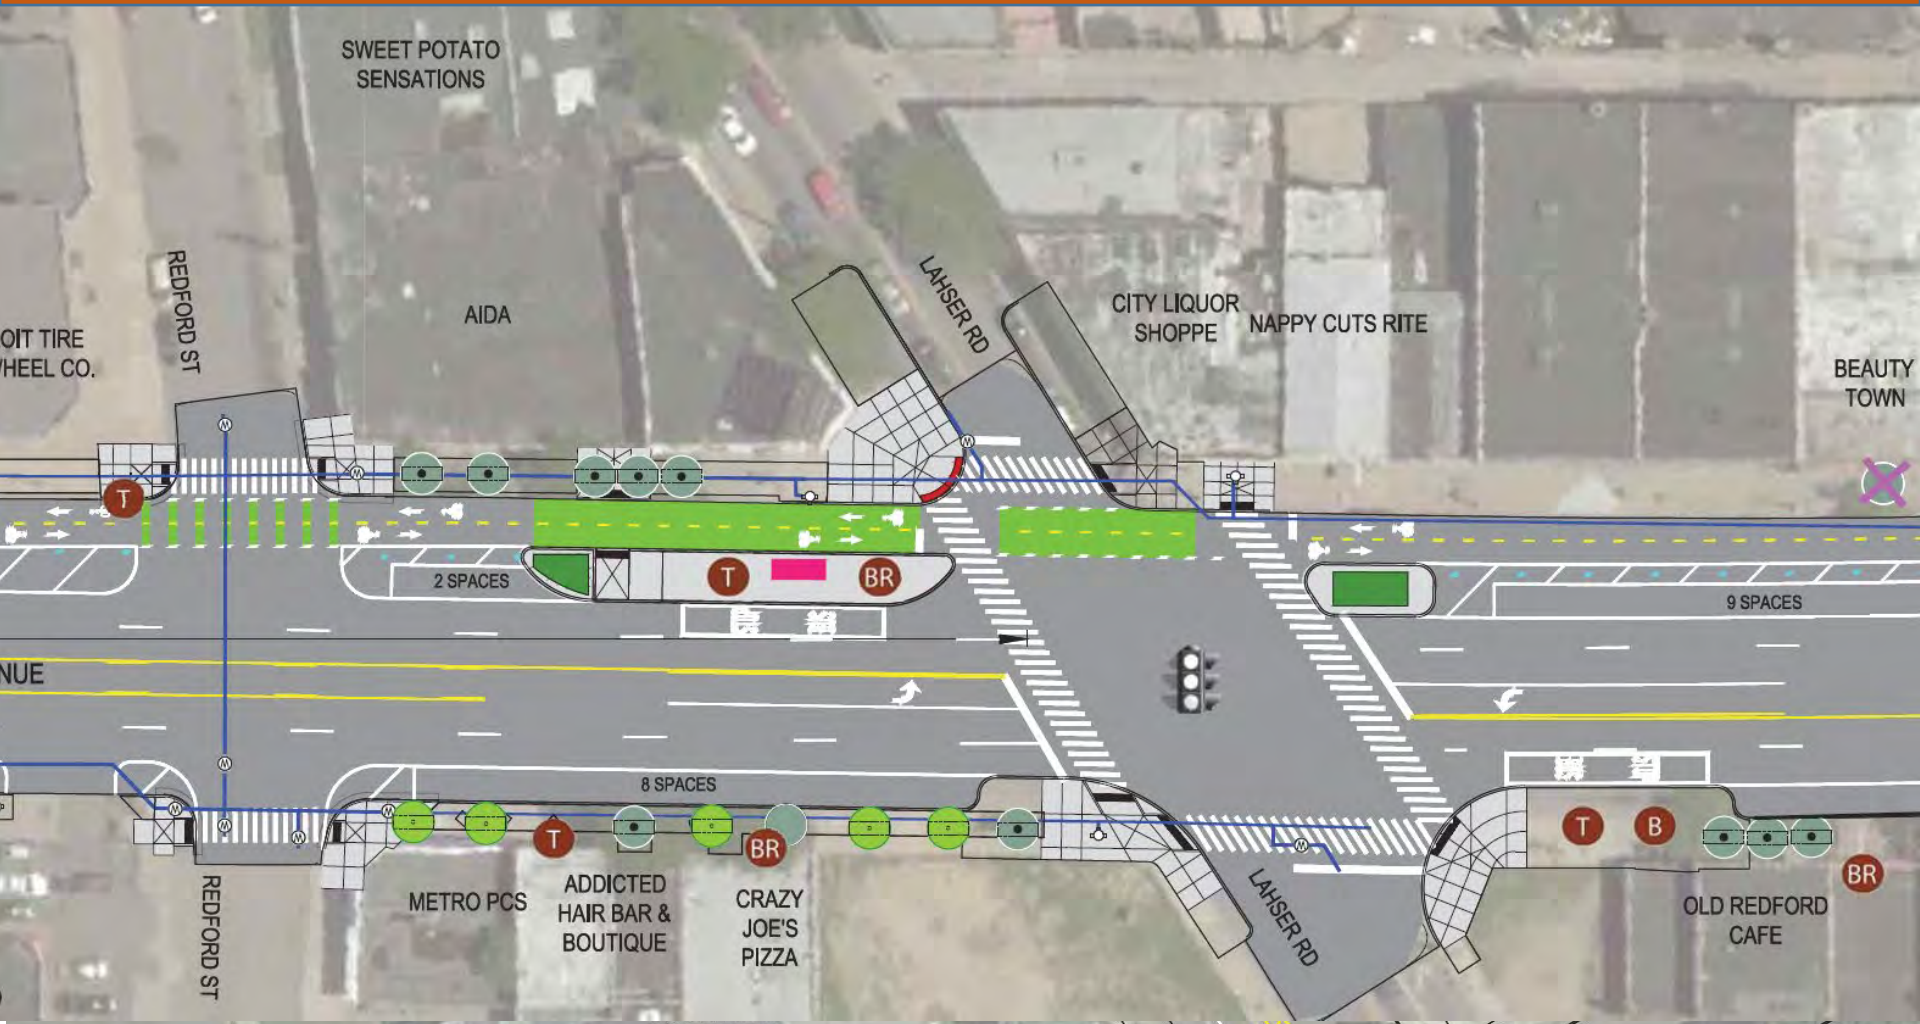 SWEET POTATO
SENSATIONS
REDFORD ST
OIT TIRE
WHEEL CO.
AIDA
LAHSER RD
CITY LIQUOR
SHOPPE
NAPPY CUTS RITE
BEAUTY
TOWN
W
W
W
T
2 SPACES
T
BR
9 SPACES
NUE
W
8 SPACES
W
W
W
W
W
T
BR
T
B
BR
REDFORD ST
METRO PCS
ADDICTED
HAIR BAR &
BOUTIQUE
CRAZY
JOE'S
PIZZA
LAHSER RD
OLD REDFORD
CAFE